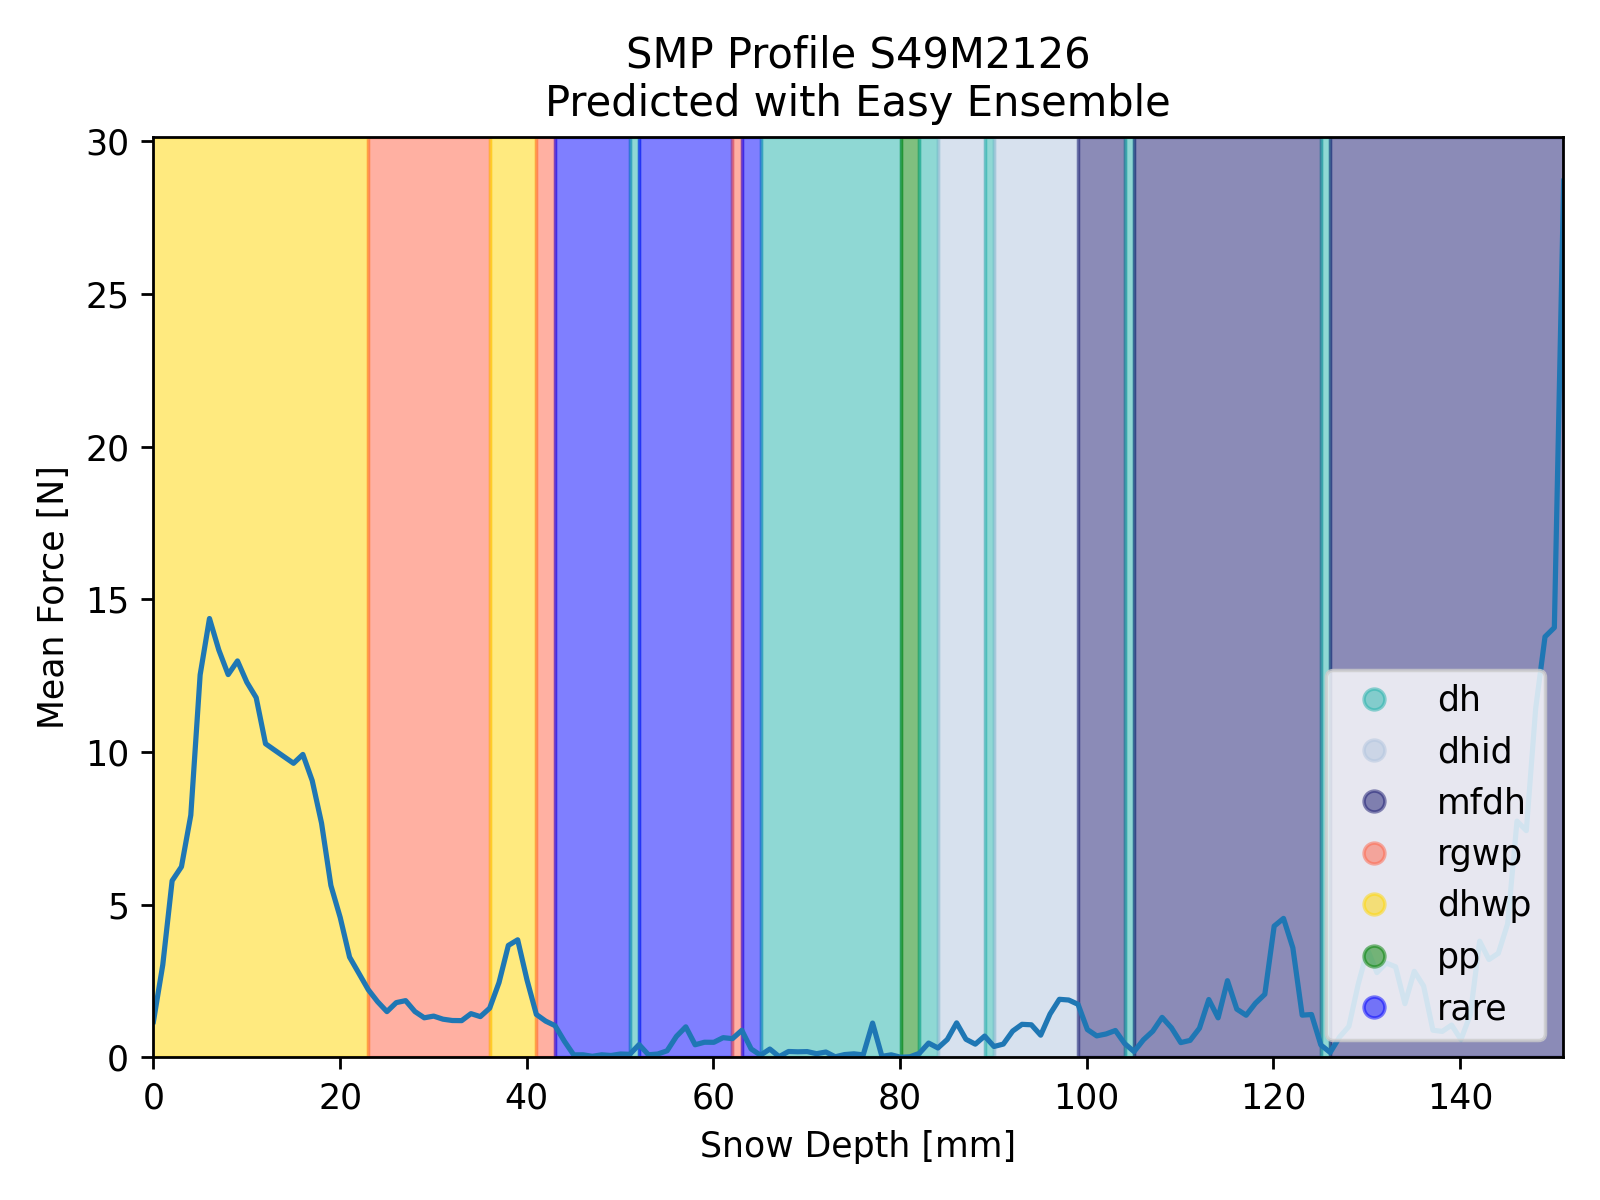 SMP Profile S49M2126
Predicted with Easy Ensemble
30
25
20
15
10
5
0
Mean Force [N]
dh
dhid
mfdh
rgwp
dhwp
pp
rare
0 20 40 60 80 100 120 140
Snow Depth [mm]